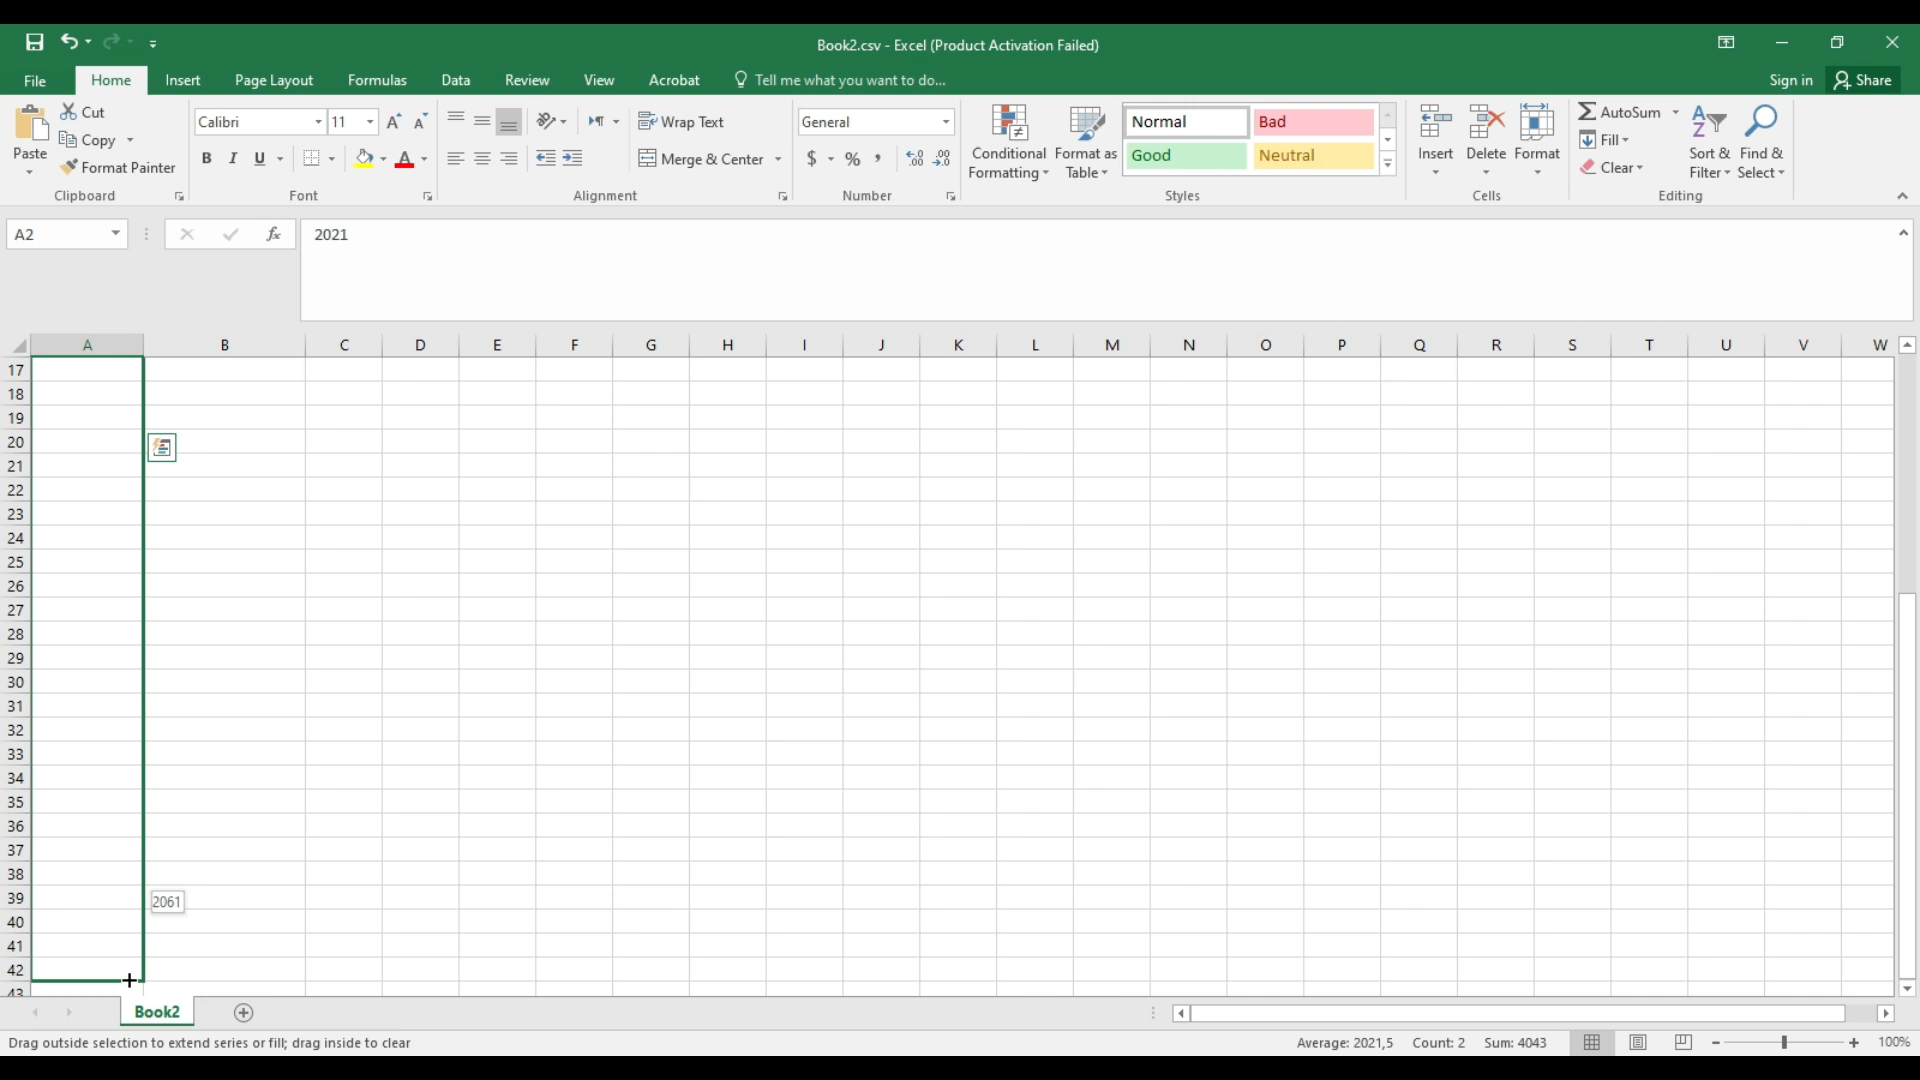 Book2.csv - Excel (Product Activation Failed)
File Home Insert Page Layout Formulas Data Review View Acrobat Tell me what you want to do... Sign in Share
Paste Cut Copy Format Painter Clipboard
Calibri 11 B I U A Font
Wrap Text Merge & Center Alignment
General $ % Number
Conditional Formatting Format as Table Normal Bad Good Neutral Styles
Insert Delete Format Cells
AutoSum Fill Clear Sort & Filter Find & Select Editing
A2 fx 2021
A B C D E F G H I J K L M N O P Q R S T U V W
17
18
19
20
21
22
23
24
25
26
27
28
29
30
31
32
33
34
35
36
37
38
39 2061
40
41
42
43
Book2
Drag outside selection to extend series or fill; drag inside to clear Average: 2021,5 Count: 2 Sum: 4043 100%